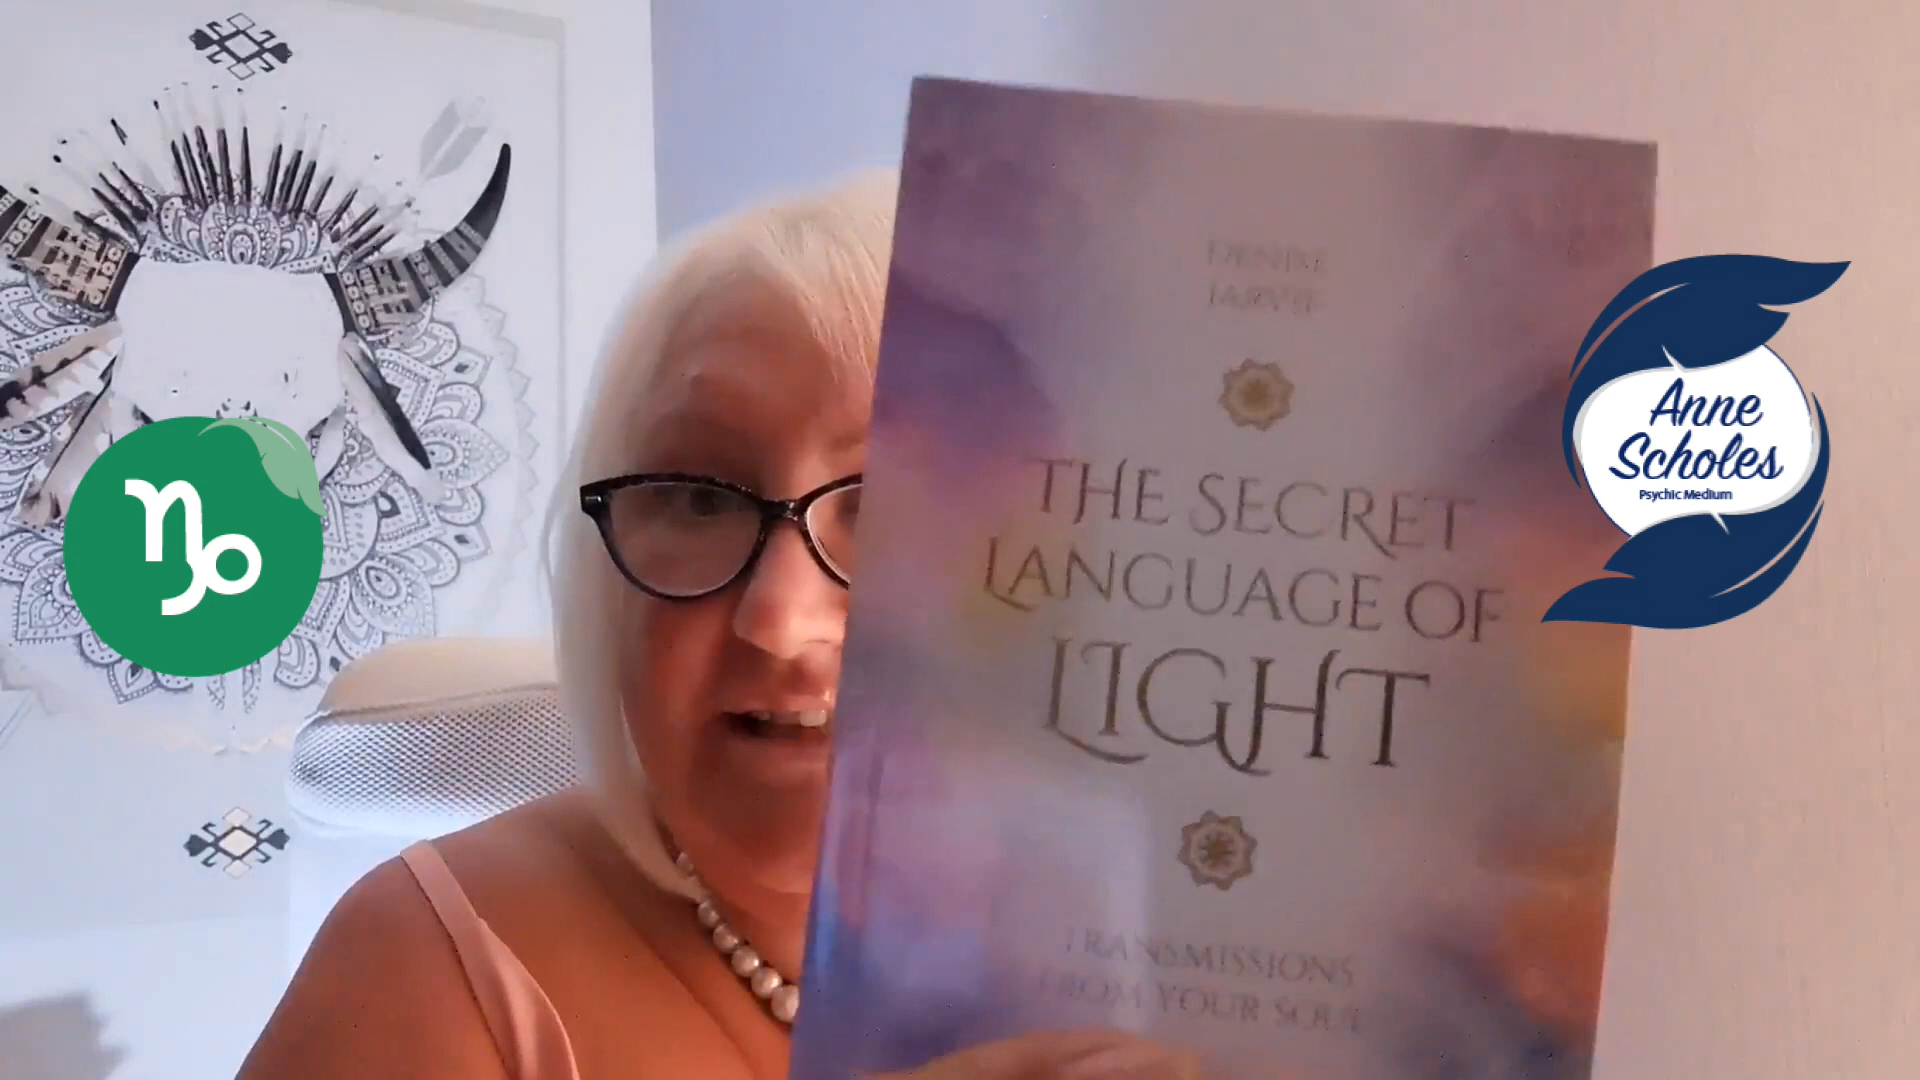 DENISE
JARVIE
THE SECRET
LANGUAGE OF
LIGHT
TRANSMISSIONS
FROM YOUR SOUL
Anne
Scholes
Psychic Medium